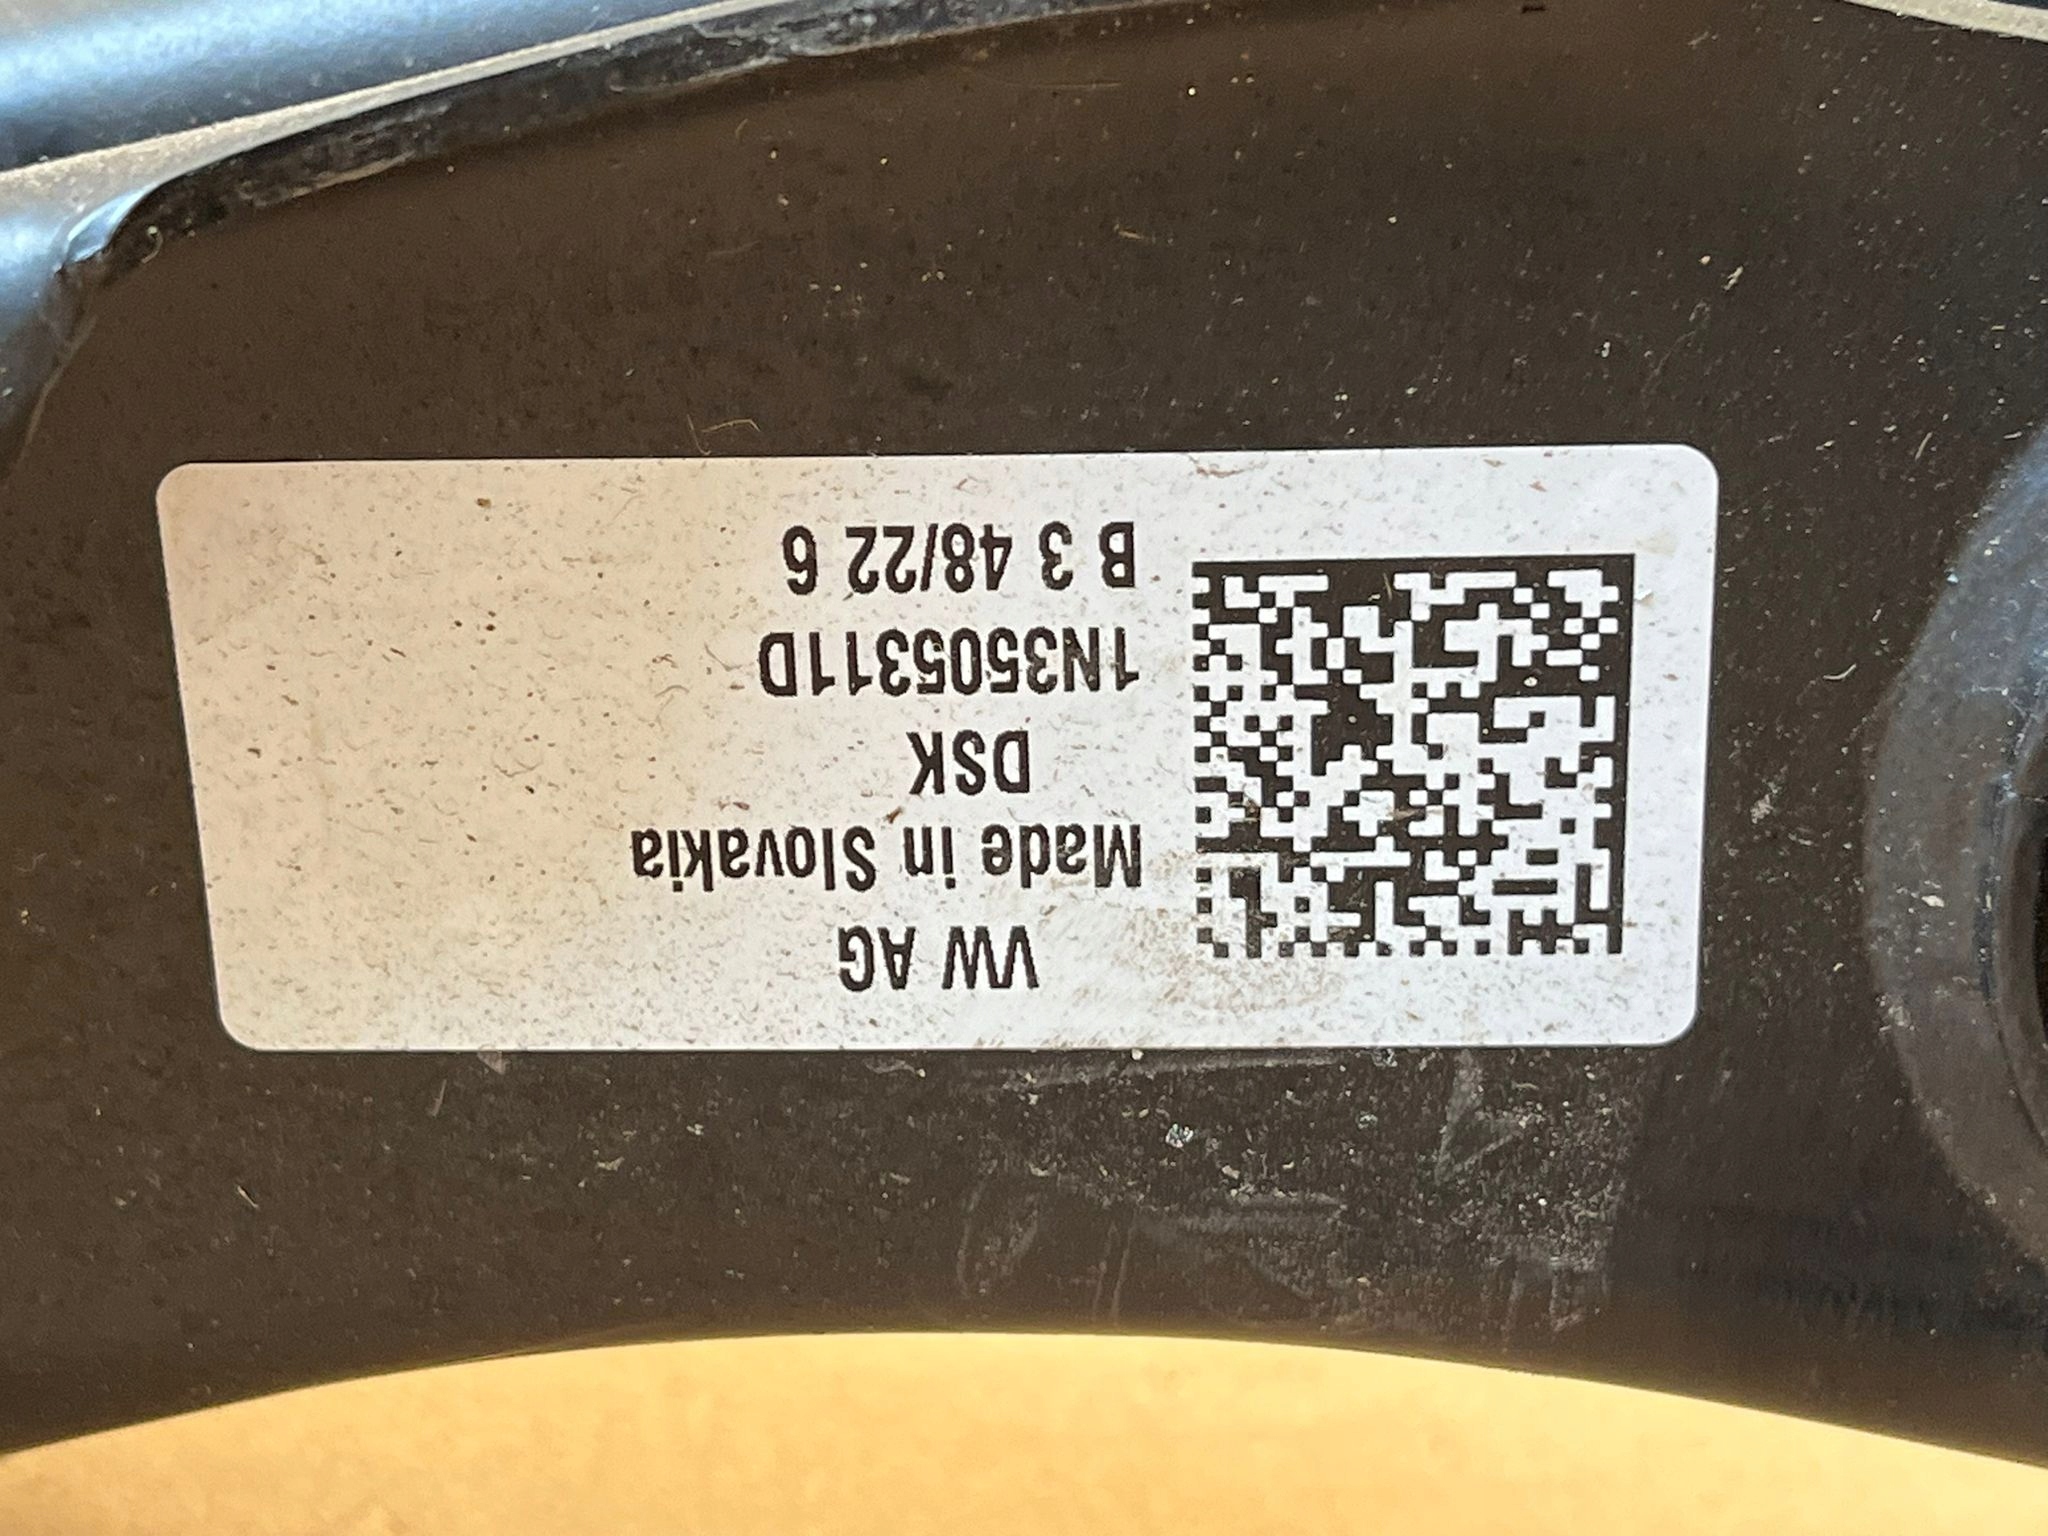 VW AG
Made in Slovakia
DSK
1N3505311D
B 3 48/22 6